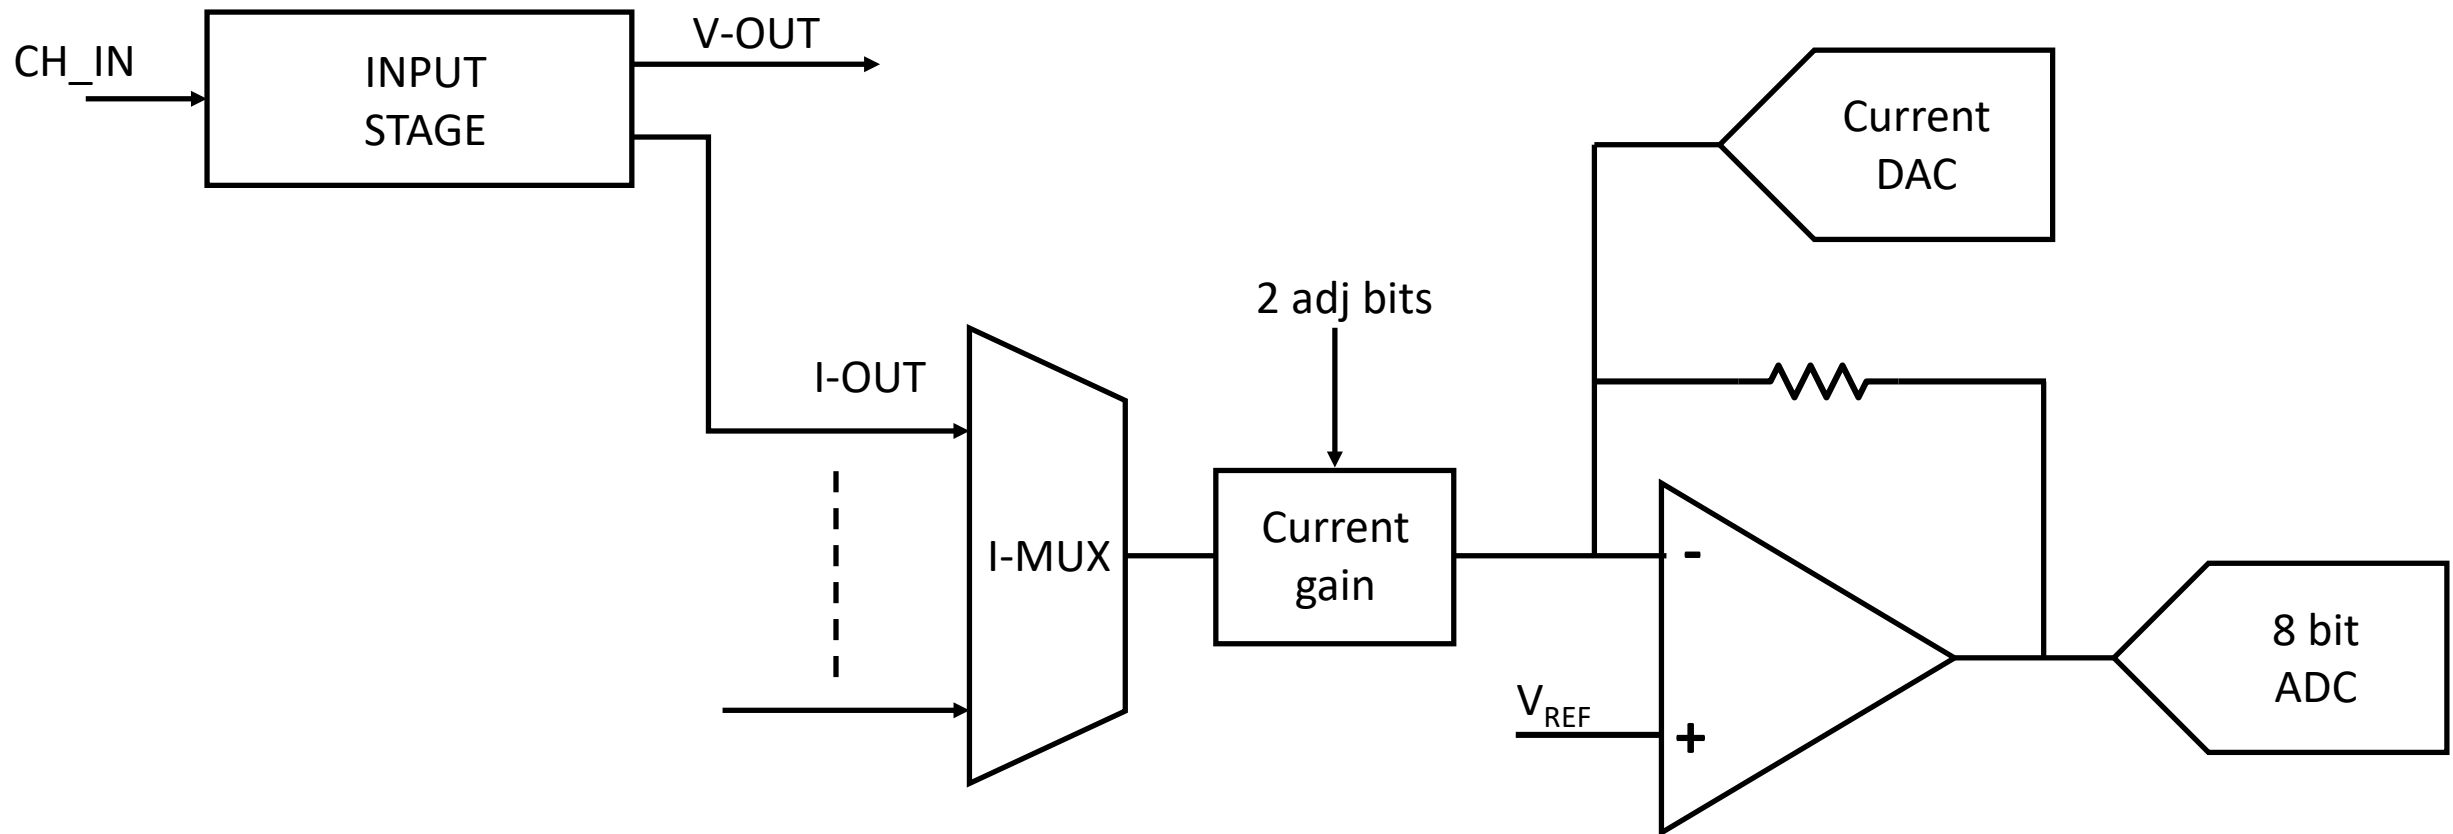 CH_IN
INPUT
STAGE
V-OUT
Current
DAC
2 adj bits
I-OUT
I-MUX
Current
gain
-
+
VREF
8 bit
ADC